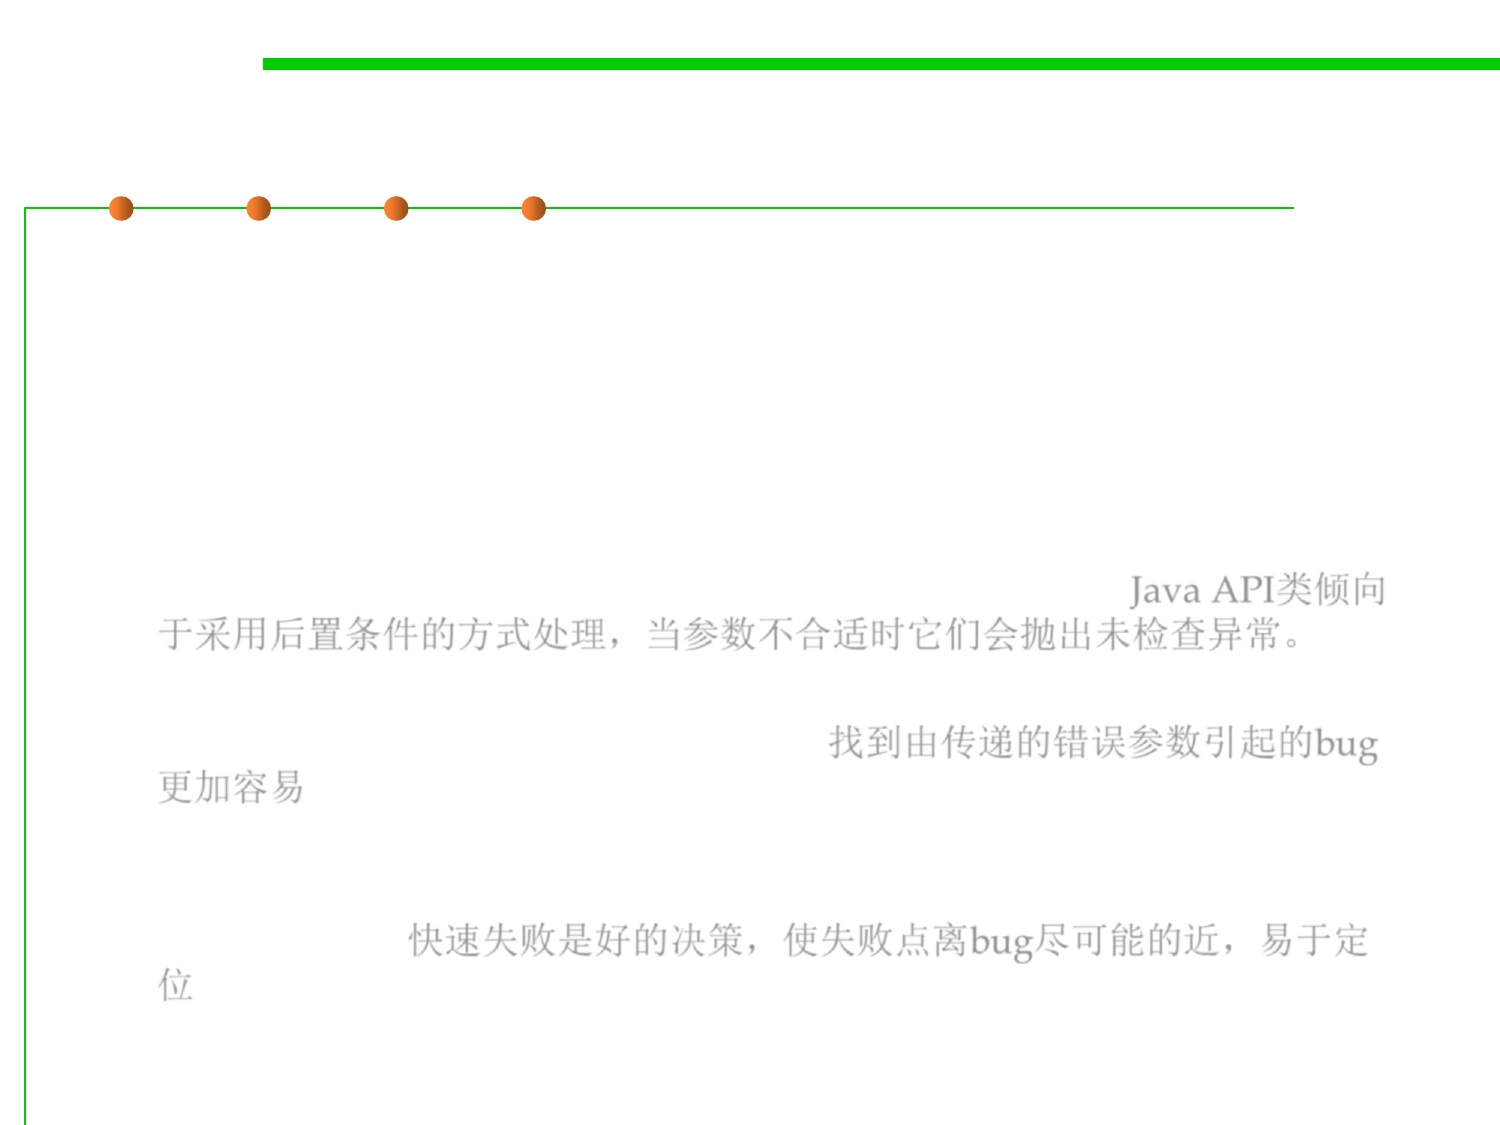 Java API类倾向
于采用后置条件的方式处理，当参数不合适时它们会抛出未检查异常。
找到由传递的错误参数引起的bug
更加容易
快速失败是好的决策，使失败点离bug尽可能的近，易于定
位